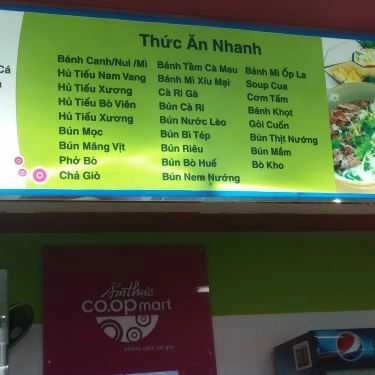 Thức Ăn Nhanh
Bánh Canh/Nui /Mì
Hủ Tiếu Nam Vang
Hủ Tiếu Xương
Hủ Tiếu Bò Viên
Hủ Tiếu Xương
Bún Mọc
Bún Măng Vịt
Phở Bò
Chả Giò
Bánh Tầm Cà Mau
Bánh Mì Xíu Mại
Cà Ri Gà
Bún Cà Ri
Bún Nước Lèo
Bún Bì Tép
Bún Riêu
Bún Bò Huế
Bún Nem Nướng
Bánh Mì Ốp La
Soup Cua
Cơm Tấm
Bánh Khọt
Gỏi Cuốn
Bún Thịt Nướng
Bún Mắm
Bò Kho
Cá
Ẩm thực
co.opmart